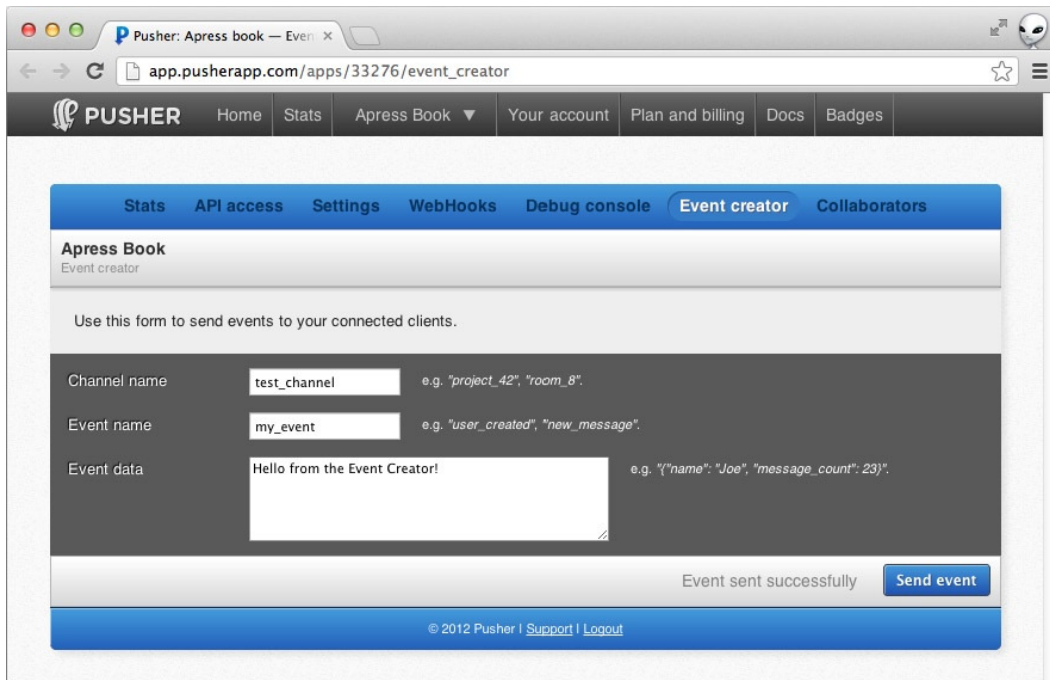 Pusher: Apress book — Even
app.pusherapp.com/apps/33276/event_creator
PUSHER Home Stats Apress Book ▼ Your account Plan and billing Docs Badges
Stats API access Settings WebHooks Debug console Event creator Collaborators
Apress Book
Event creator
Use this form to send events to your connected clients.
Channel name test_channel e.g. "project_42", "room_8".
Event name my_event e.g. "user_created", "new_message".
Event data Hello from the Event Creator! e.g. "{"name": "Joe", "message_count": 23}".
Event sent successfully Send event
© 2012 Pusher | Support | Logout